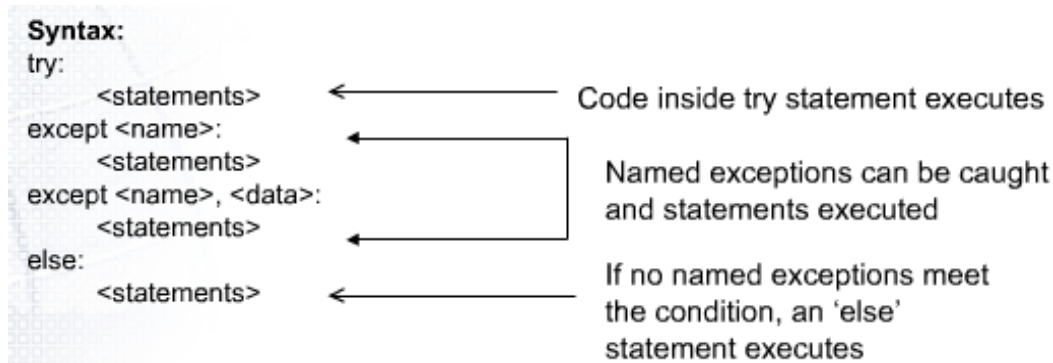 Syntax:
try:
<statements>
Code inside try statement executes
except <name>:
<statements>
except <name>, <data>:
<statements>
Named exceptions can be caught
and statements executed
else:
<statements>
If no named exceptions meet
the condition, an ‘else’
statement executes